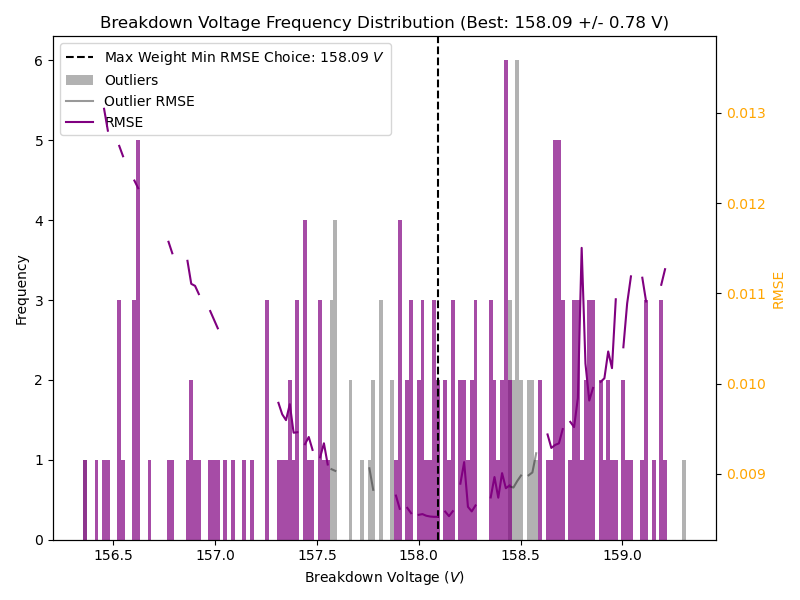 Breakdown Voltage Frequency Distribution (Best: 158.09 +/- 0.78 V)
Max Weight Min RMSE Choice: 158.09 V
Outliers
Outlier RMSE
RMSE
6
5
4
3
2
1
0
Frequency
0.013
0.012
0.011
0.010
0.009
RMSE
156.5
157.0
157.5
158.0
158.5
159.0
Breakdown Voltage (V)